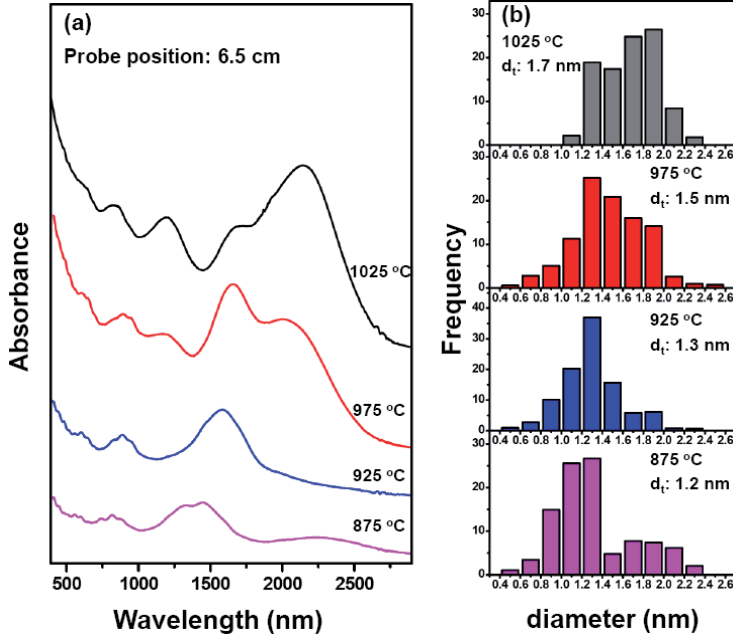 (a)
Probe position: 6.5 cm
1025 °C
975 °C
925 °C
875 °C
Absorbance
500 1000 1500 2000 2500
Wavelength (nm)
(b)
1025 °C
dt: 1.7 nm
30
20
10
0
0.4 0.6 0.8 1.0 1.2 1.4 1.6 1.8 2.0 2.2 2.4 2.6
975 °C
dt: 1.5 nm
30
20
10
0
0.4 0.6 0.8 1.0 1.2 1.4 1.6 1.8 2.0 2.2 2.4 2.6
925 °C
dt: 1.3 nm
40
30
20
10
0
0.4 0.6 0.8 1.0 1.2 1.4 1.6 1.8 2.0 2.2 2.4 2.6
875 °C
dt: 1.2 nm
30
20
10
0
0.4 0.6 0.8 1.0 1.2 1.4 1.6 1.8 2.0 2.2 2.4 2.6
Frequency
diameter (nm)